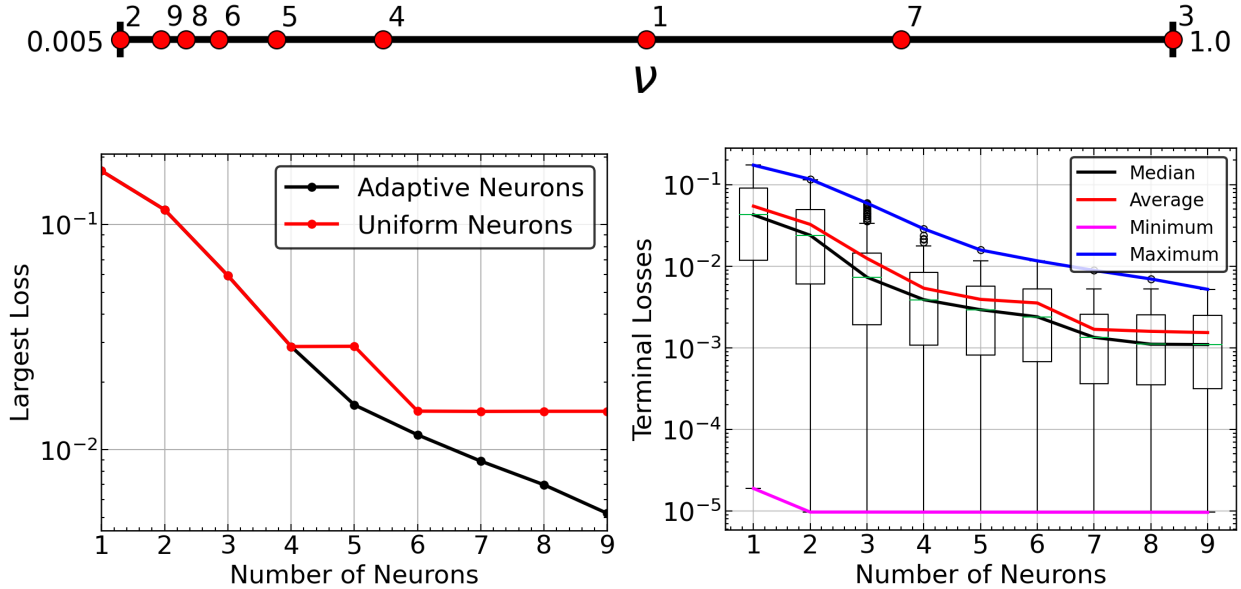 2 9 8 6 5 4 1 7 3
0.005 1.0
ν
Largest Loss
10⁻¹
10⁻²
Adaptive Neurons
Uniform Neurons
1 2 3 4 5 6 7 8 9
Number of Neurons
Terminal Losses
10⁻¹
10⁻²
10⁻³
10⁻⁴
10⁻⁵
Median
Average
Minimum
Maximum
1 2 3 4 5 6 7 8 9
Number of Neurons